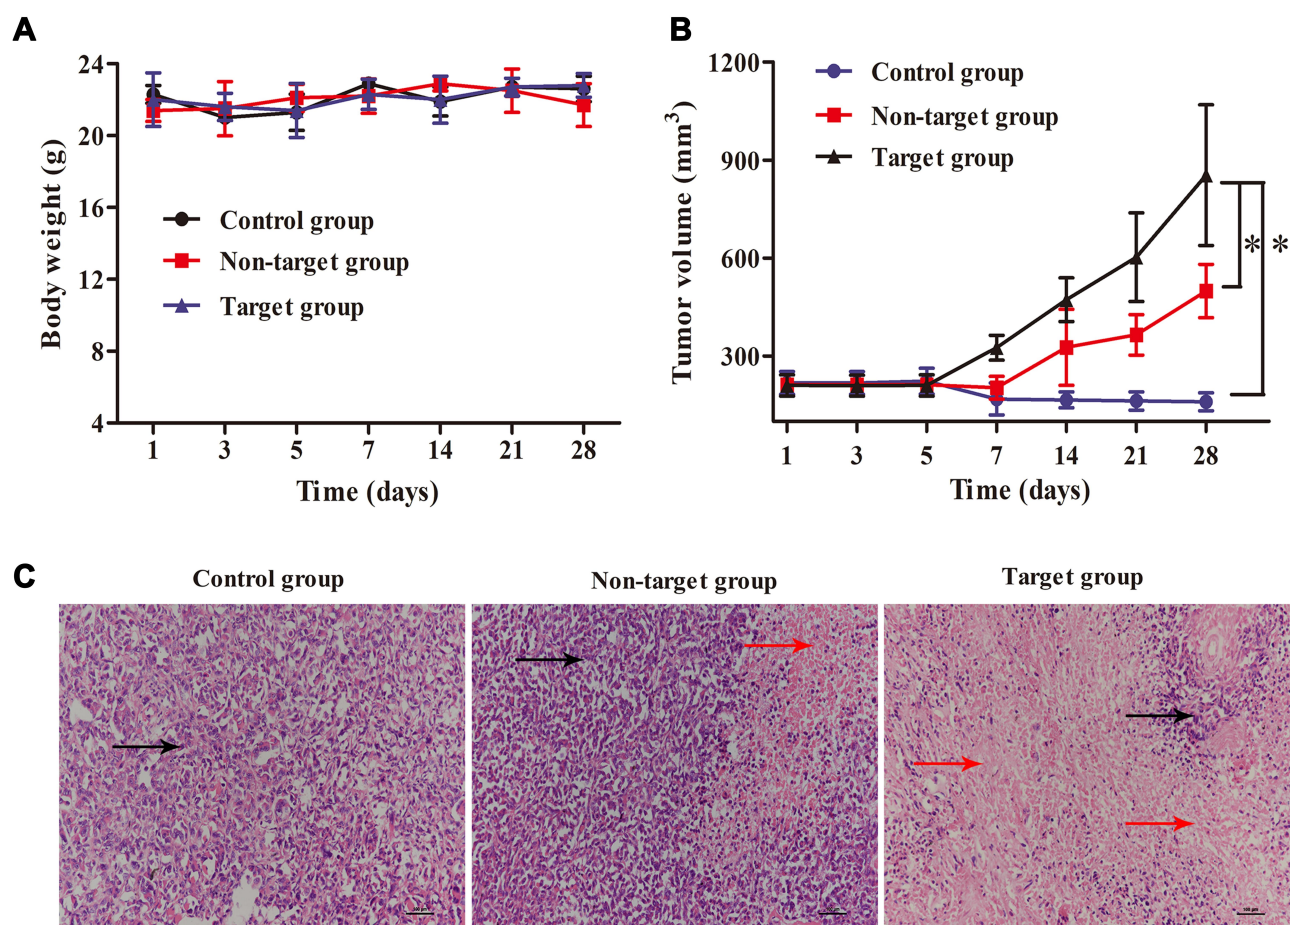 A
24
20
16
12
8
4
Body weight (g)
Control group
Non-target group
Target group
1 3 5 7 14 21 28
Time (days)
B
1200
900
600
300
Tumor volume (mm³)
Control group
Non-target group
Target group
* *
1 3 5 7 14 21 28
Time (days)
C
Control group
Non-target group
Target group
100 μm